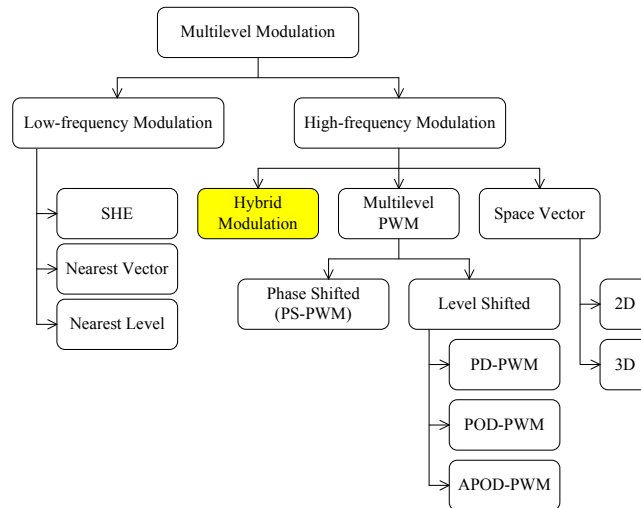 Multilevel Modulation
Low-frequency Modulation
High-frequency Modulation
SHE
Nearest Vector
Nearest Level
Hybrid
Modulation
Multilevel
PWM
Space Vector
Phase Shifted
(PS-PWM)
Level Shifted
2D
3D
PD-PWM
POD-PWM
APOD-PWM